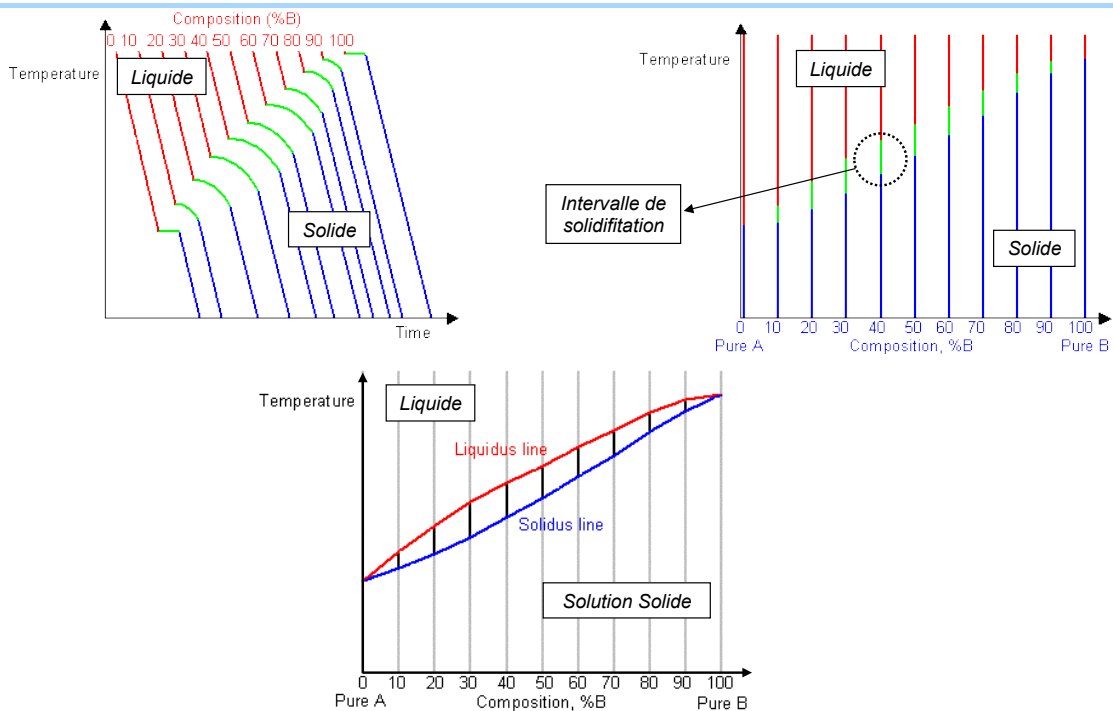 Composition (%B)
0 10 20 30 40 50 60 70 80 90 100
Temperature
Liquide
Solide
Time
Temperature
Liquide
Intervalle de
solidifitation
Solide
0 10 20 30 40 50 60 70 80 90 100
Pure A Composition, %B Pure B
Temperature
Liquide
Liquidus line
Solidus line
Solution Solide
0 10 20 30 40 50 60 70 80 90 100
Pure A Composition, %B Pure B